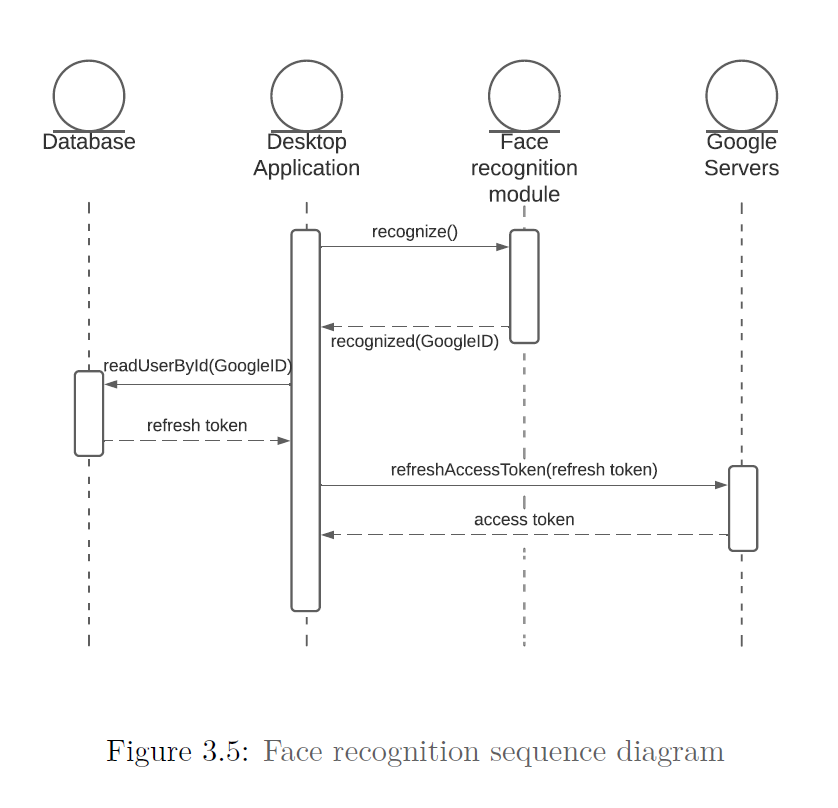 Database
Desktop
Application
Face
recognition
module
Google
Servers
recognize()
recognized(GoogleID)
readUserById(GoogleID)
refresh token
refreshAccessToken(refresh token)
access token
Figure 3.5: Face recognition sequence diagram